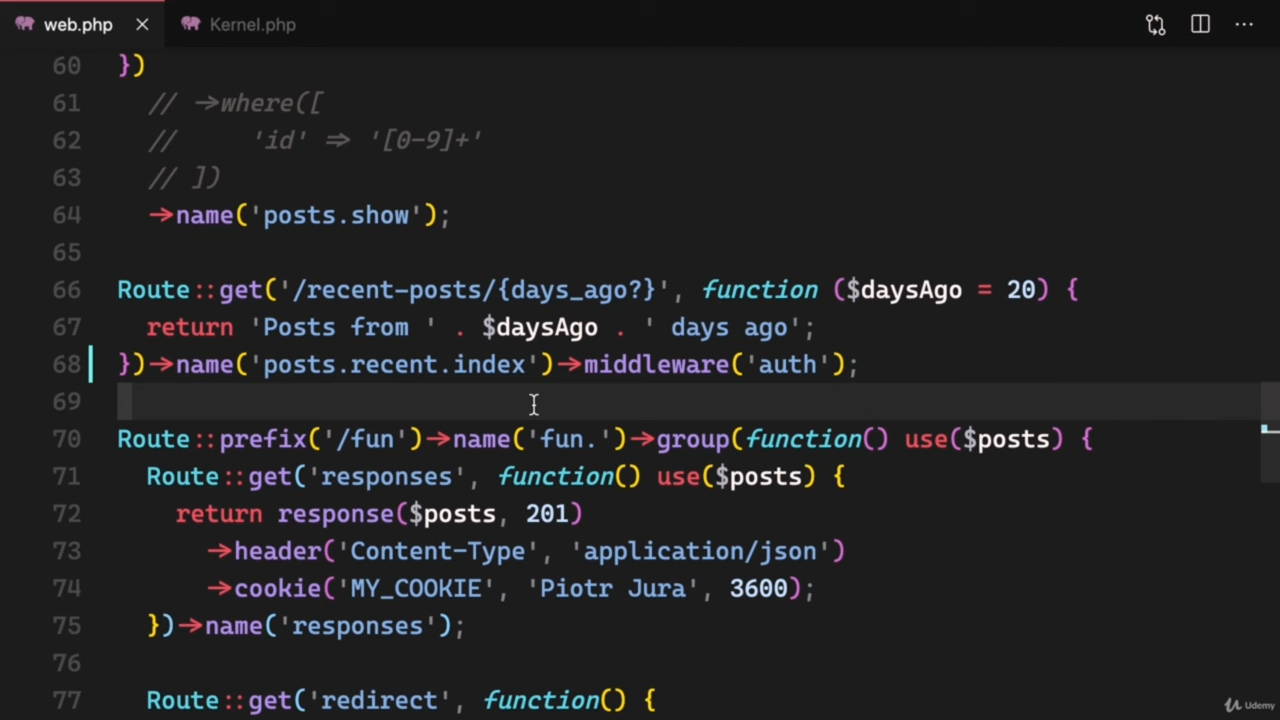 web.php
Kernel.php
60 })
61 // ->where([
62 // 'id' => '[0-9]+'
63 // ])
64 ->name('posts.show');
65
66 Route::get('/recent-posts/{days_ago?}', function ($daysAgo = 20) {
67 return 'Posts from ' . $daysAgo . ' days ago';
68 })->name('posts.recent.index')->middleware('auth');
69
70 Route::prefix('/fun')->name('fun.')->group(function() use($posts) {
71 Route::get('responses', function() use($posts) {
72 return response($posts, 201)
73 ->header('Content-Type', 'application/json')
74 ->cookie('MY_COOKIE', 'Piotr Jura', 3600);
75 })->name('responses');
76
77 Route::get('redirect', function() {
Udemy